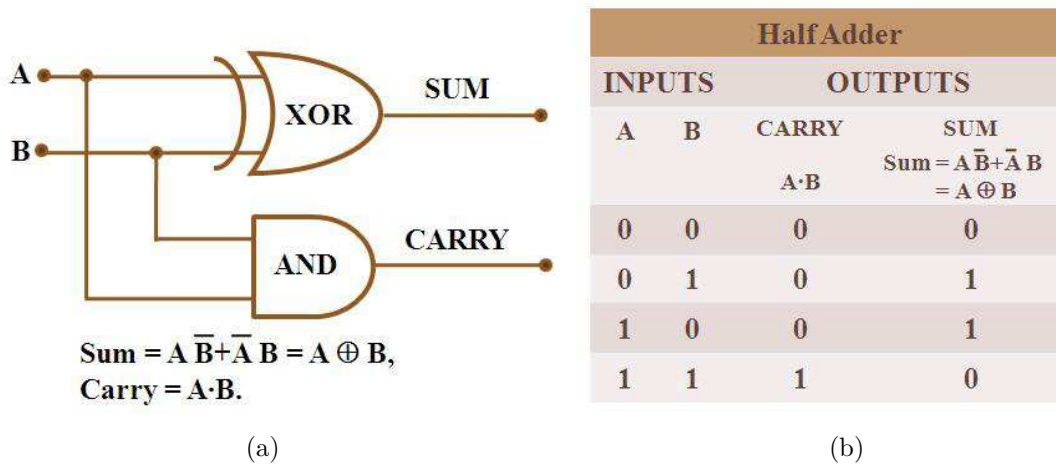 A
B
XOR
SUM
AND
CARRY
Sum = A B̅+A̅ B = A ⊕ B,
Carry = A·B.
(a)
Half Adder
INPUTS OUTPUTS
A B CARRY SUM
A·B Sum = A B̅+A̅ B
= A ⊕ B
0 0 0 0
0 1 0 1
1 0 0 1
1 1 1 0
(b)